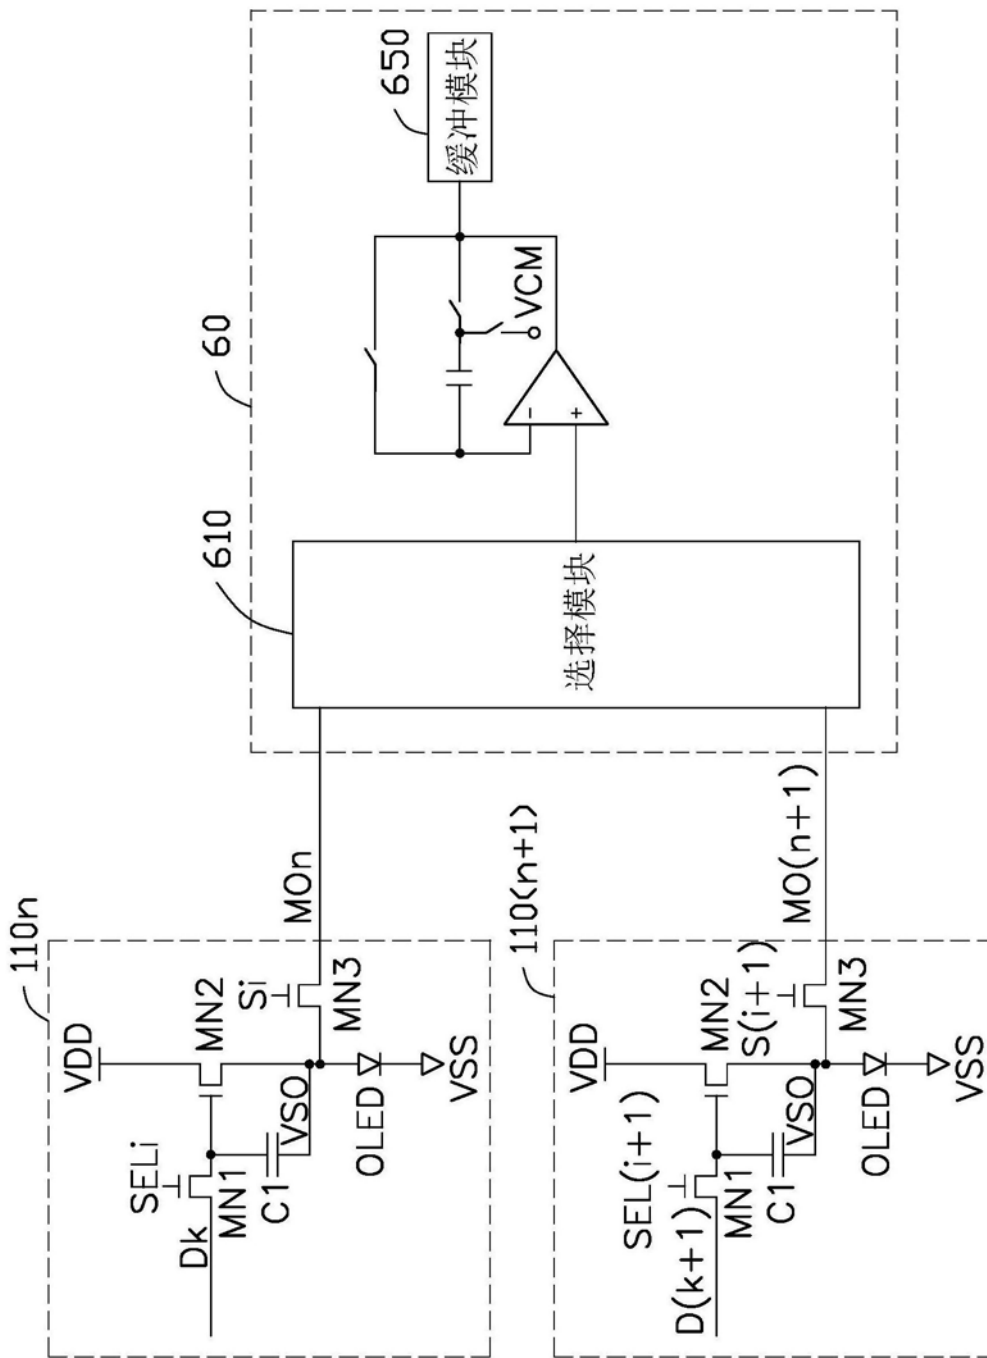 110n
VDD
SELi
MN2
Si
Dk
MN1
C1
VSO
MN3
OLED
VSS
MOn
110(n+1)
VDD
SEL(i+1)
MN2
S(i+1)
D(k+1)
MN1
C1
VSO
MN3
OLED
VSS
MO(n+1)
610
选择模块
60
-
+
VCM
650
缓冲模块